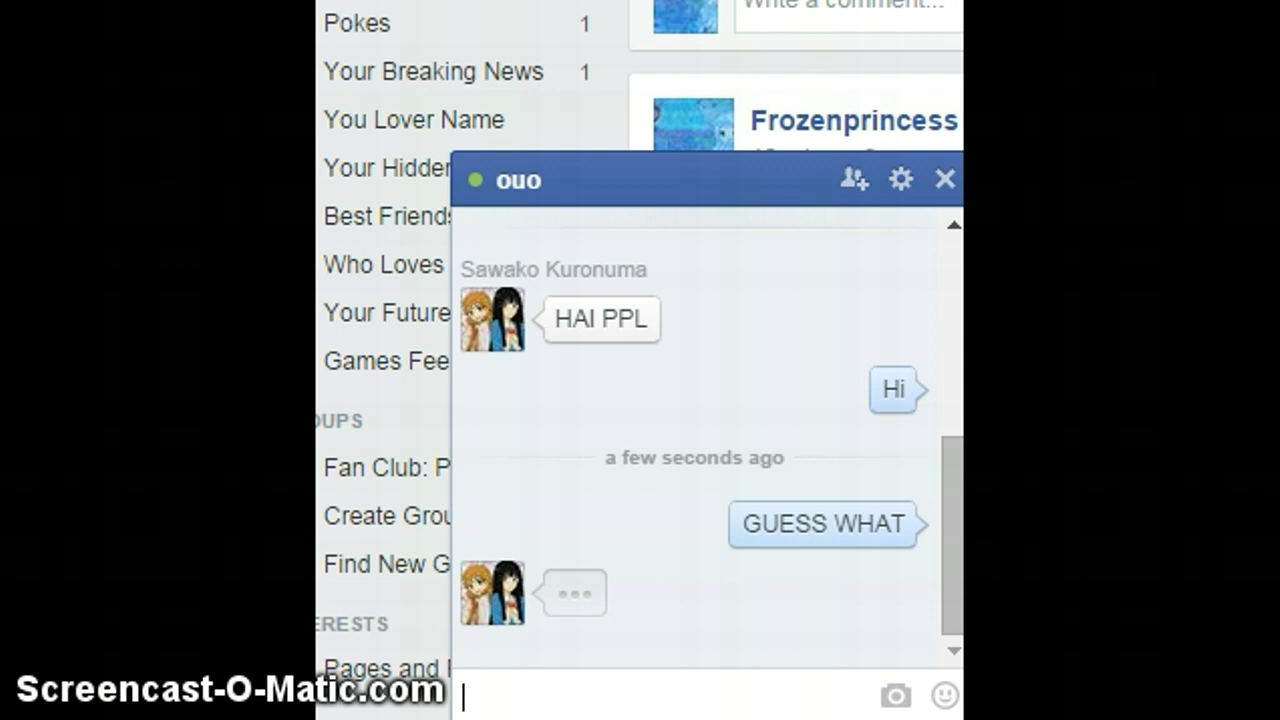 Write a comment...
Pokes 1
Your Breaking News 1
You Lover Name
Frozenprincess
Your Hidden
ouo
Best Friends
Who Loves
Sawako Kuronuma
Your Future
HAI PPL
Games Fee
Hi
OUPS
a few seconds ago
Fan Club: P
Create Grou
GUESS WHAT
Find New G
ERESTS
Pages and
Screencast-O-Matic.com